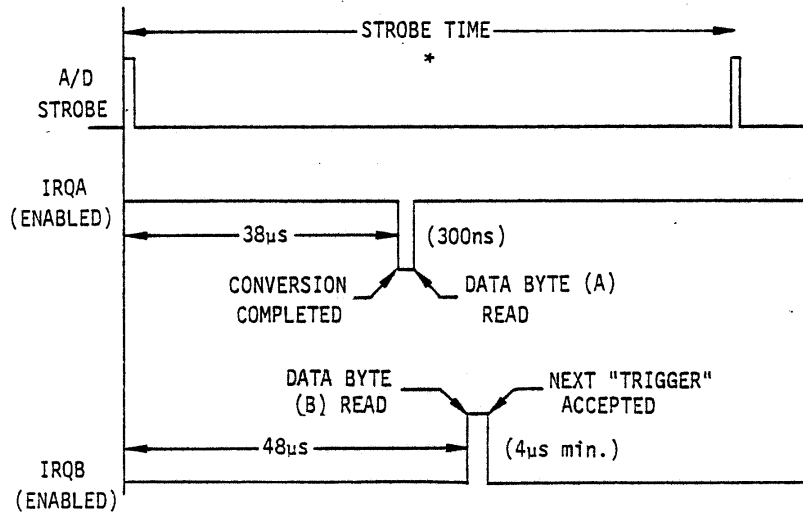 STROBE TIME
*
A/D
STROBE
IRQA
(ENABLED)
38µs
(300ns)
CONVERSION
COMPLETED
DATA BYTE (A)
READ
DATA BYTE
(B) READ
NEXT "TRIGGER"
ACCEPTED
48µs
(4µs min.)
IRQB
(ENABLED)